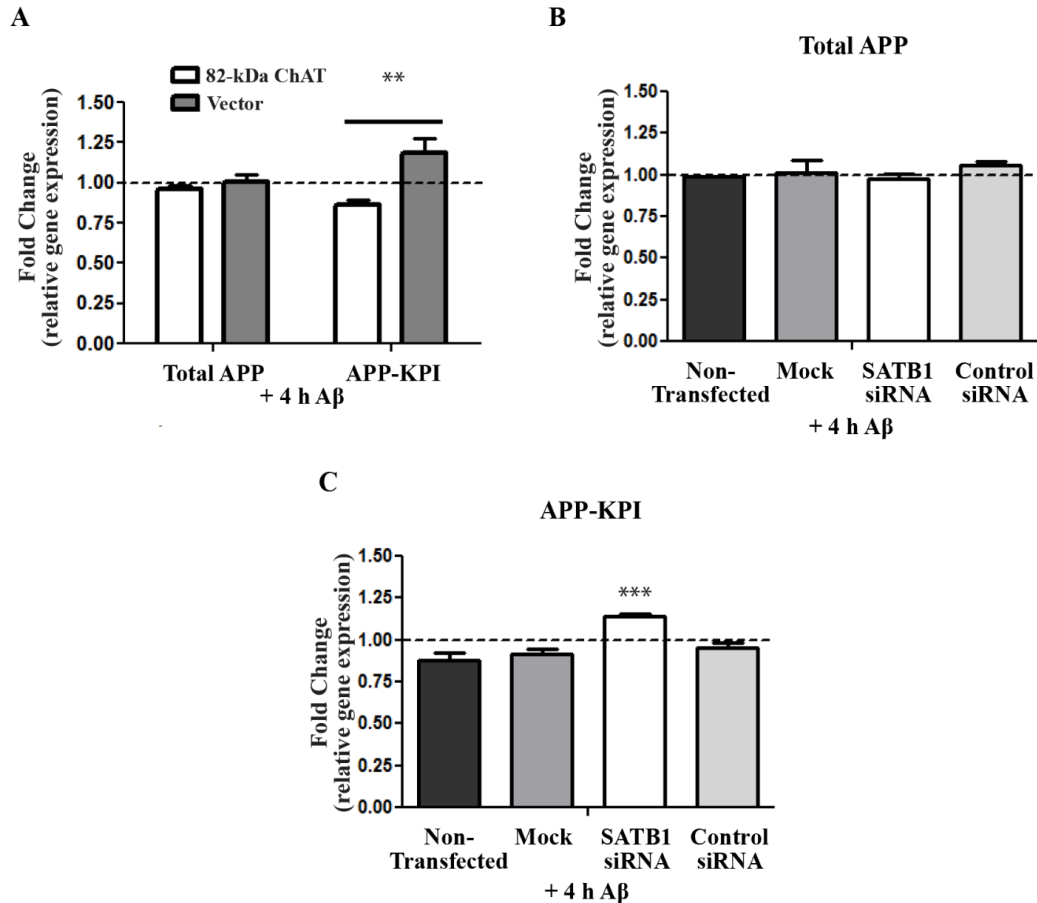 A
82-kDa ChAT
Vector
**
Fold Change
(relative gene expression)
1.50
1.25
1.00
0.75
0.50
0.25
0.00
Total APP
APP-KPI
+ 4 h Aβ
B
Total APP
Fold Change
(relative gene expression)
1.50
1.25
1.00
0.75
0.50
0.25
0.00
Non-
Transfected
Mock
SATB1
siRNA
Control
siRNA
+ 4 h Aβ
C
APP-KPI
Fold Change
(relative gene expression)
1.50
1.25
1.00
0.75
0.50
0.25
0.00
***
Non-
Transfected
Mock
SATB1
siRNA
Control
siRNA
+ 4 h Aβ